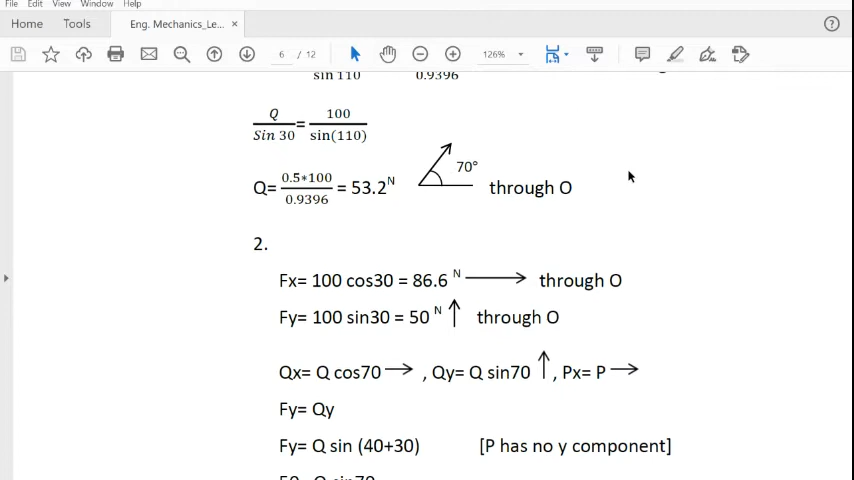 File Edit View Window Help
Home Tools Eng. Mechanics_Le... ×
6 / 12 126%
sin 110 0.9396
Q/Sin 30 = 100/sin(110)
Q= 0.5*100/0.9396 = 53.2N 70° through O
2.
Fx= 100 cos30 = 86.6 N → through O
Fy= 100 sin30 = 50 N ↑ through O
Qx= Q cos70 → , Qy= Q sin70 ↑, Px= P →
Fy= Qy
Fy= Q sin (40+30) [P has no y component]